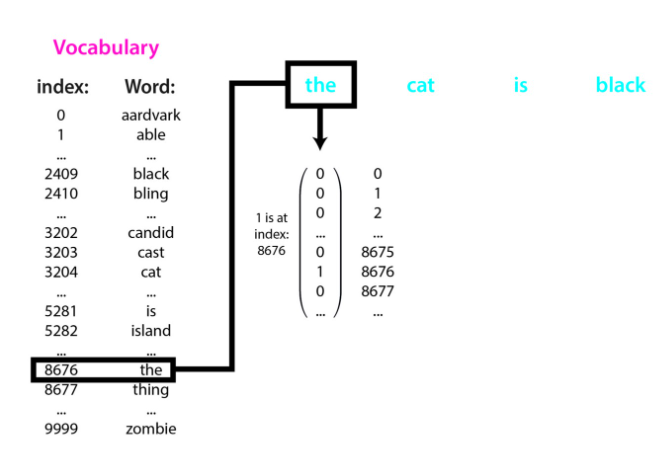 Vocabulary
index: Word:
0 aardvark
1 able
... ...
2409 black
2410 bling
... ...
3202 candid
3203 cast
3204 cat
... ...
5281 is
5282 island
... ...
8676 the
8677 thing
... ...
9999 zombie
the cat is black
1 is at
index:
8676
0 0
0 1
0 2
... ...
0 8675
1 8676
0 8677
... ...